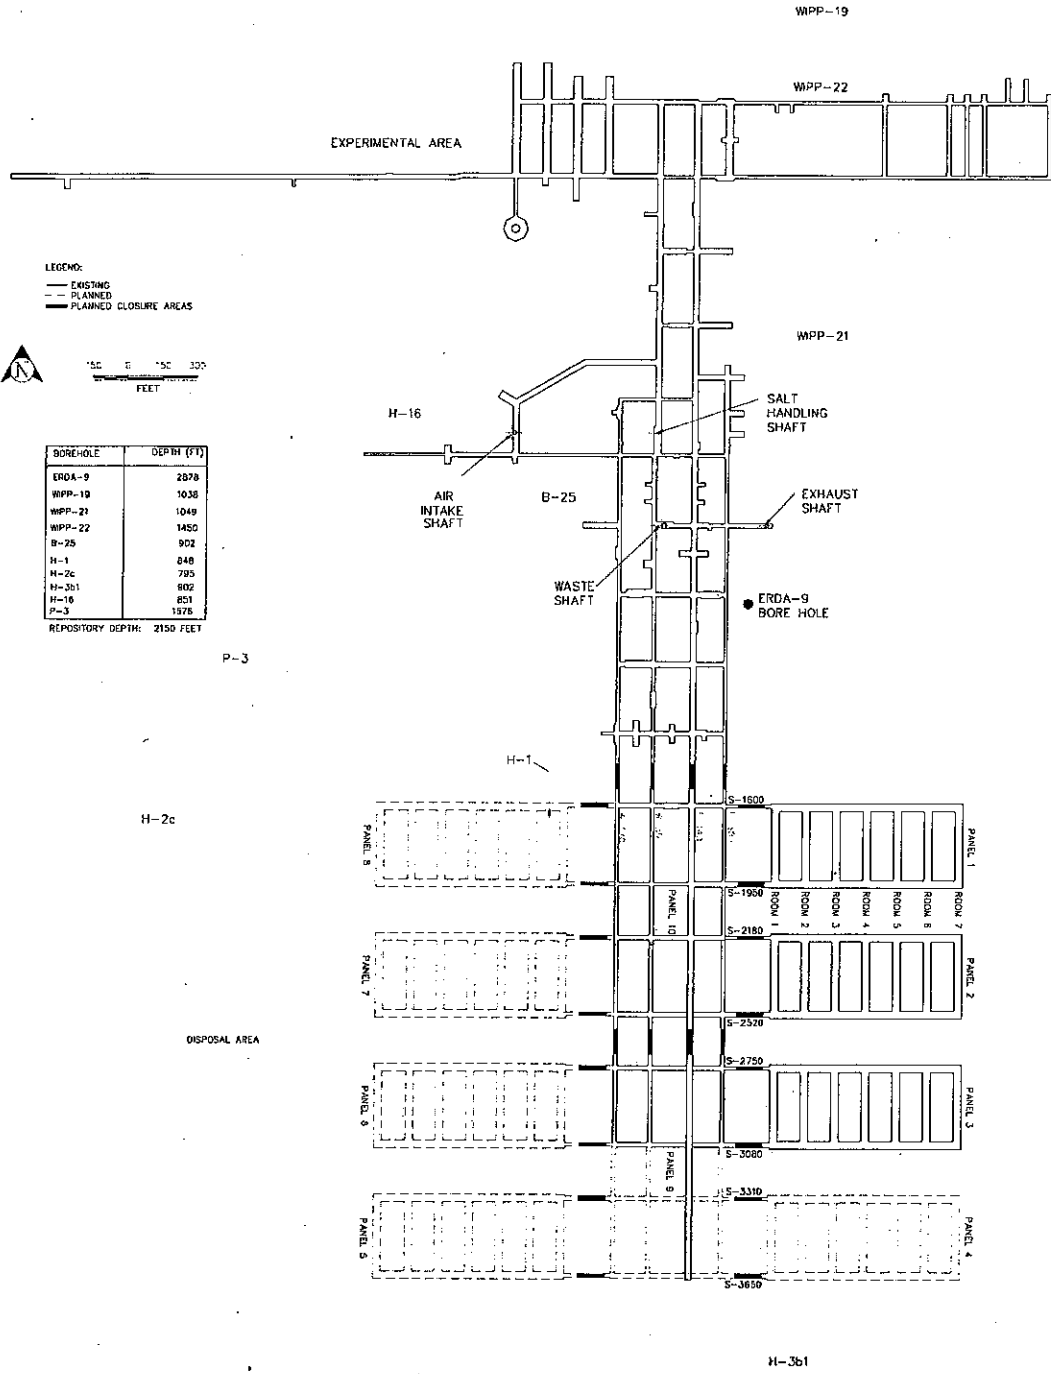 WIPP-19
WIPP-22
EXPERIMENTAL AREA
LEGEND:
EXISTING
PLANNED
PLANNED CLOSURE AREAS
N
FEET
WIPP-21
H-16
SALT
HANDLING
SHAFT
BOREHOLE DEPTH (FT)
ERDA-9 2878
WIPP-19 1038
WIPP-21 1049
WIPP-22 1450
B-25 902
H-1 848
H-2c 795
H-3b1 902
H-16 851
P-3 1676
REPOSITORY DEPTH: 2150 FEET
AIR
INTAKE
SHAFT
B-25
EXHAUST
SHAFT
WASTE
SHAFT
ERDA-9
BORE HOLE
P-3
H-1
H-2c
S-1600
PANEL 8
PANEL 1
S-1950
PANEL 10
ROOM 1
ROOM 2
ROOM 3
ROOM 4
ROOM 5
ROOM 6
ROOM 7
S-2180
PANEL 7
PANEL 2
S-2520
DISPOSAL AREA
S-2750
PANEL 6
PANEL 3
S-3080
PANEL 9
S-3310
PANEL 5
PANEL 4
S-3650
H-3b1